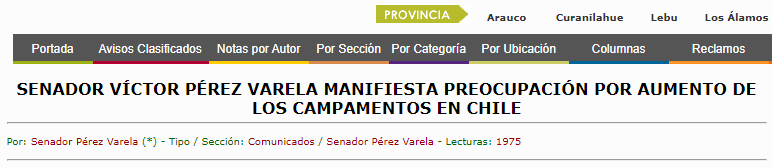 PROVINCIA Arauco Curanilahue Lebu Los Álamos
Portada Avisos Clasificados Notas por Autor Por Sección Por Categoría Por Ubicación Columnas Reclamos
SENADOR VÍCTOR PÉREZ VARELA MANIFIESTA PREOCUPACIÓN POR AUMENTO DE
LOS CAMPAMENTOS EN CHILE
Por: Senador Pérez Varela (*) - Tipo / Sección: Comunicados / Senador Pérez Varela - Lecturas: 1975